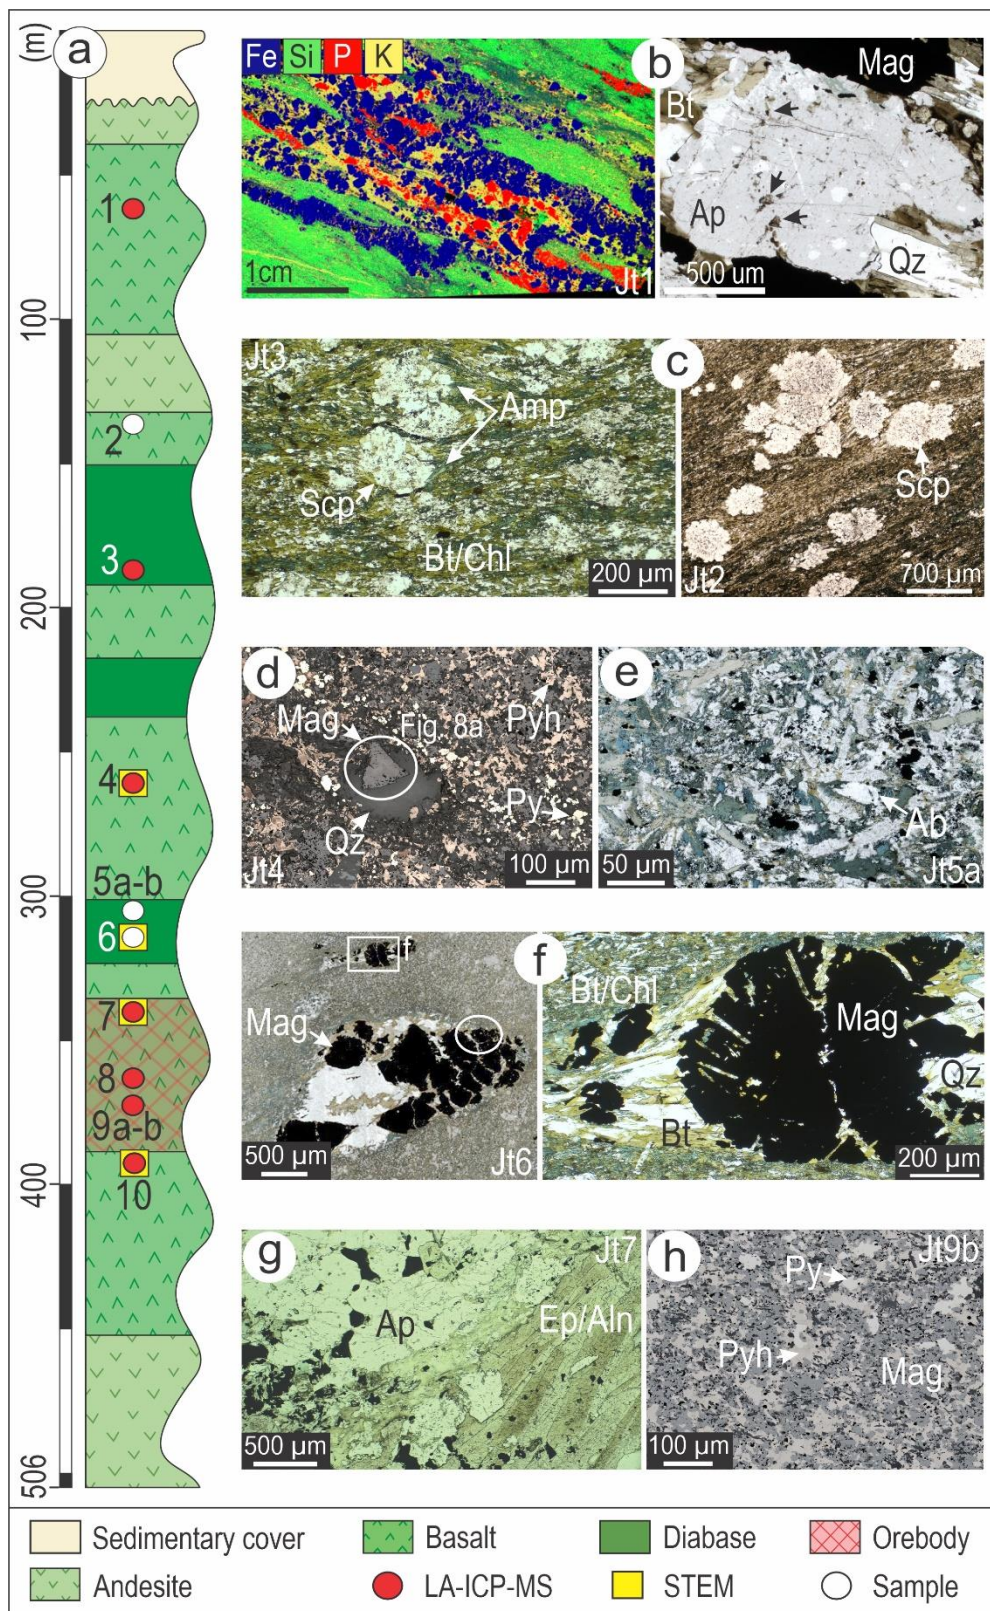 (m)
a
100
200
300
400
506
1
2
3
4
5a-b
6
7
8
9a-b
10
Fe Si P K
1cm
Jt1
b
Mag
Bt
Ap
Qz
500 um
Jt3
Amp
Scp
Bt/Chl
200 µm
c
Scp
Jt2
700 µm
d
Mag
Fig. 8a
Pyh
Py
Qz
Jt4
100 µm
e
Ab
50 µm
Jt5a
f
Mag
500 µm
Jt6
f
Bt/Chl
Mag
Qz
Bt
200 µm
g
Jt7
Ap
Ep/Aln
500 µm
h
Jt9b
Py
Pyh
Mag
100 µm
Sedimentary cover
Basalt
Diabase
Orebody
Andesite
LA-ICP-MS
STEM
Sample